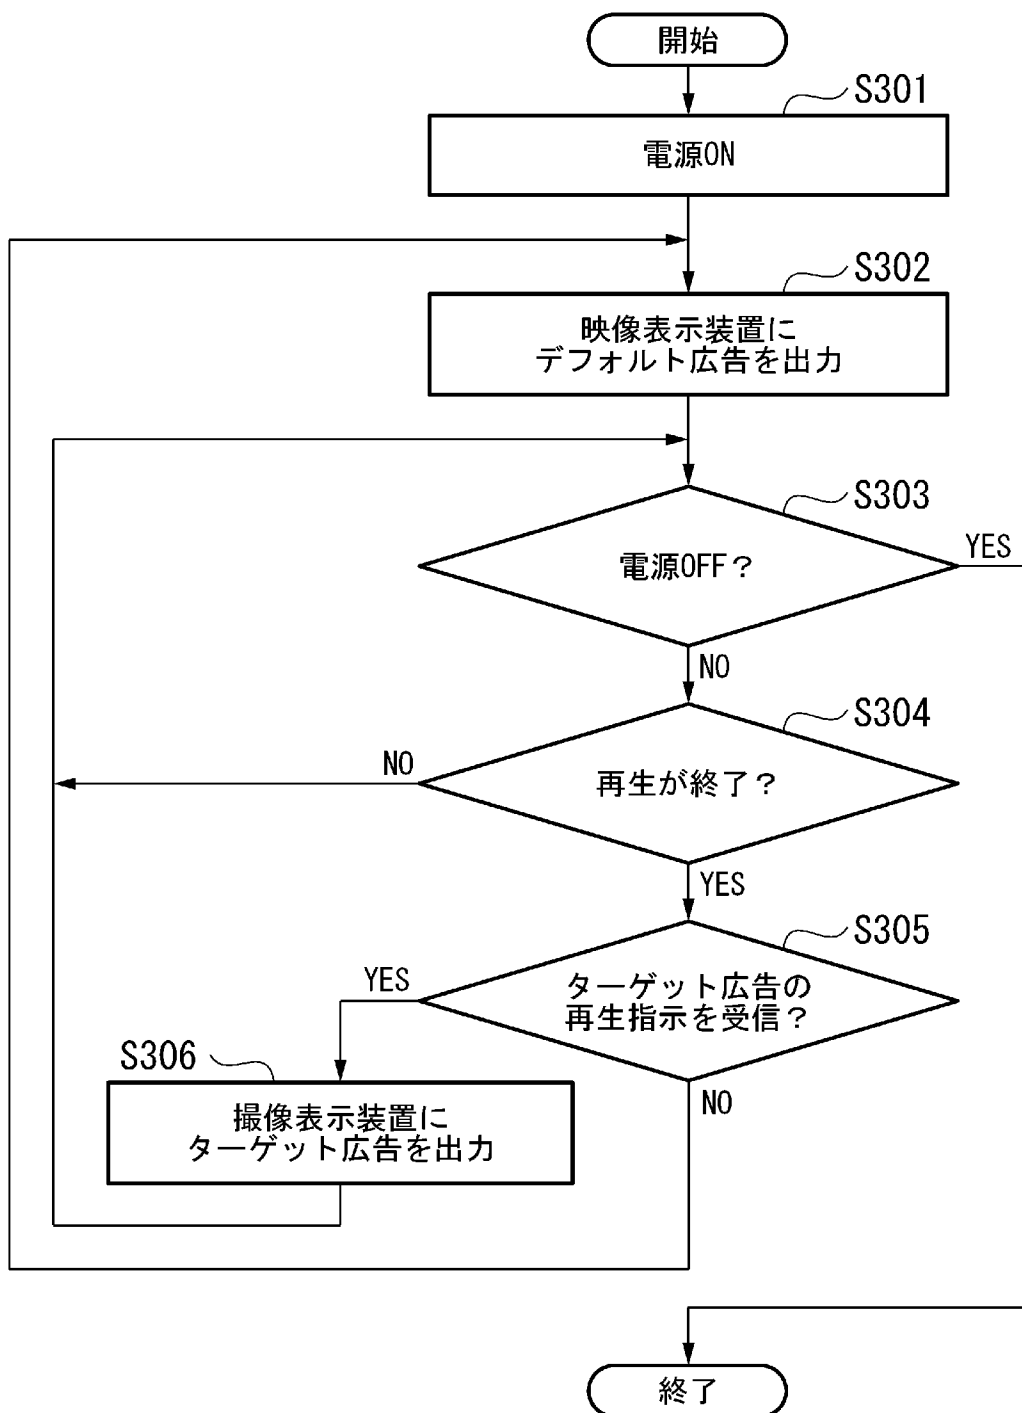 開始
S301
電源ON
S302
映像表示装置に
デフォルト広告を出力
S303
電源OFF？
YES
NO
S304
再生が終了？
NO
YES
S305
ターゲット広告の
再生指示を受信？
YES
NO
S306
撮像表示装置に
ターゲット広告を出力
終了